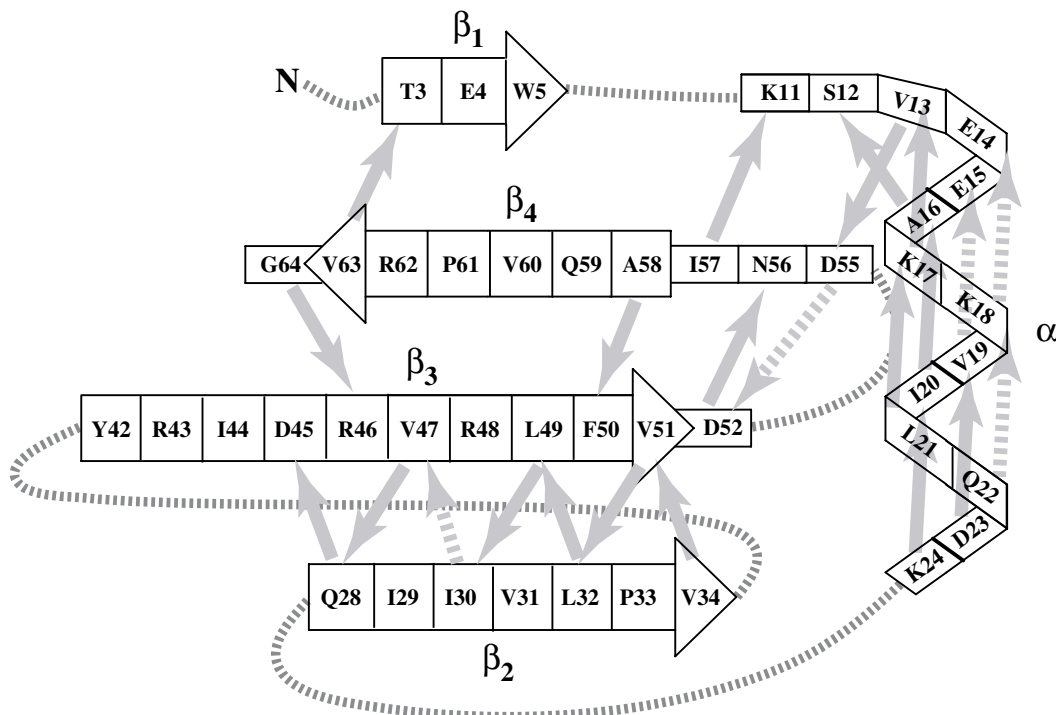 β1
N T3 E4 W5 K11 S12 V13 E14
E15
A16
β4
G64 V63 R62 P61 V60 Q59 A58 I57 N56 D55
K17
K18
α
V19
I20
β3
Y42 R43 I44 D45 R46 V47 R48 L49 F50 V51 D52
L21
Q22
D23
K24
Q28 I29 I30 V31 L32 P33 V34
β2